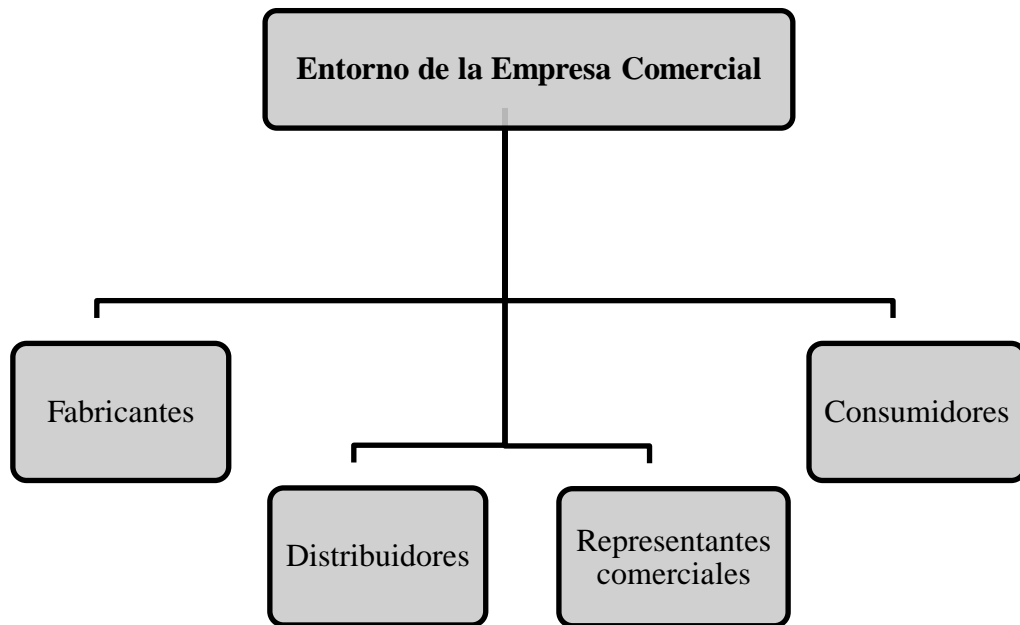 Entorno de la Empresa Comercial
Fabricantes
Consumidores
Distribuidores
Representantes
comerciales